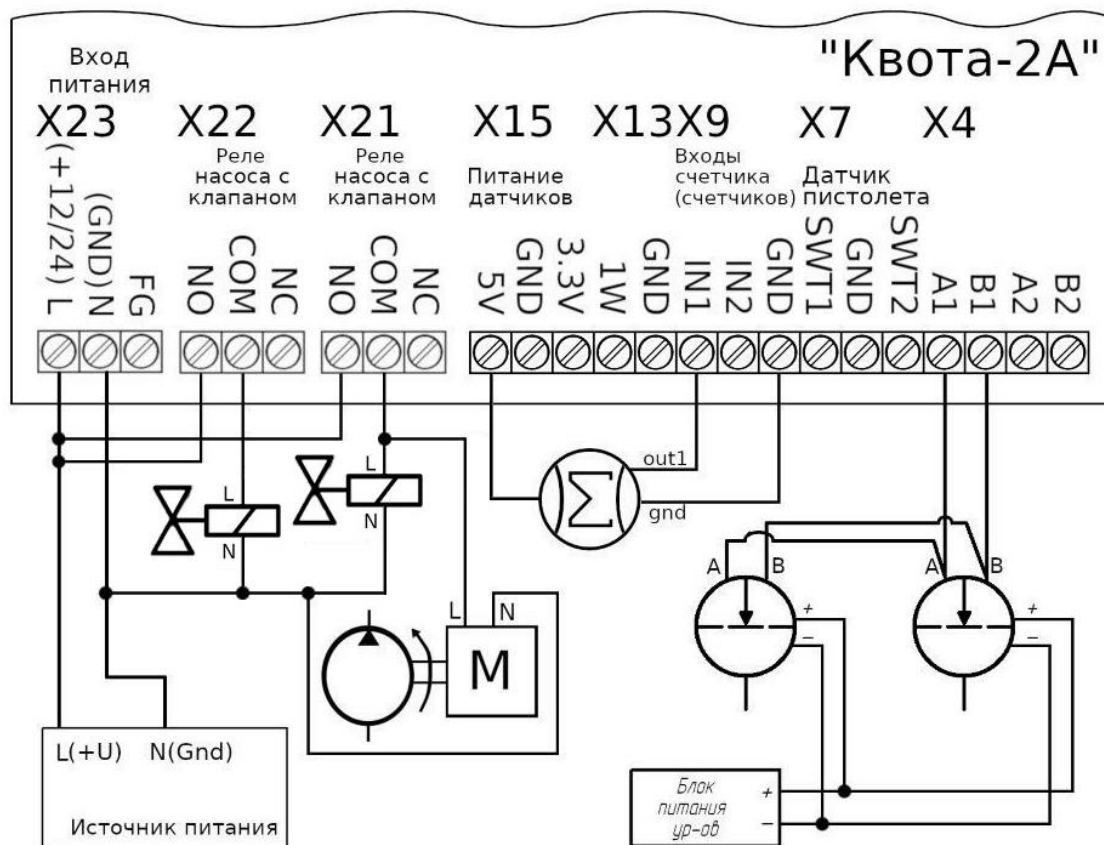 "Квота-2А"
Вход
питания
X23
X22
X21
X15
X13
X9
X7
X4
Реле
насоса с
клапаном
Реле
насоса с
клапаном
Питание
датчиков
Входы
счетчика
(счетчиков)
Датчик
пистолета
(+12/24) L
(GND) N
FG
NO
COM
NC
NO
COM
NC
5V
GND
3.3V
1W
GND
IN1
IN2
GND
SWT1
GND
SWT2
A1
B1
A2
B2
L
N
L
N
out1
gnd
A
B
A
B
+
−
+
−
L
N
M
L(+U)
N(Gnd)
Источник питания
Блок
питания
ур-ов
+
−